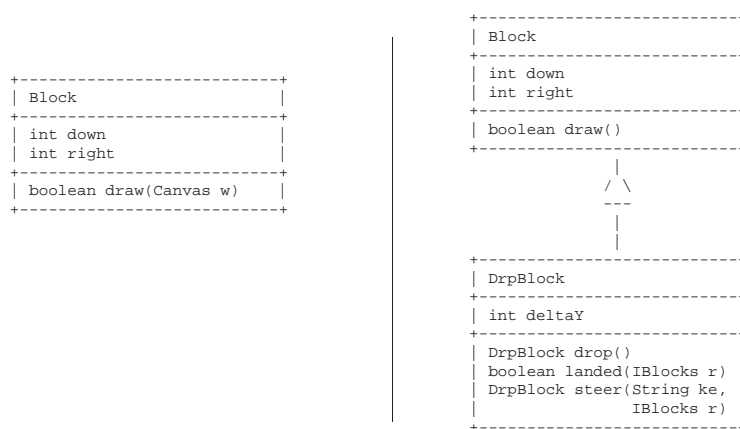 Block
int down
int right
boolean draw(Canvas w)
Block
int down
int right
boolean draw()
DrpBlock
int deltaY
DrpBlock drop()
boolean landed(IBlocks r)
DrpBlock steer(String ke,
IBlocks r)